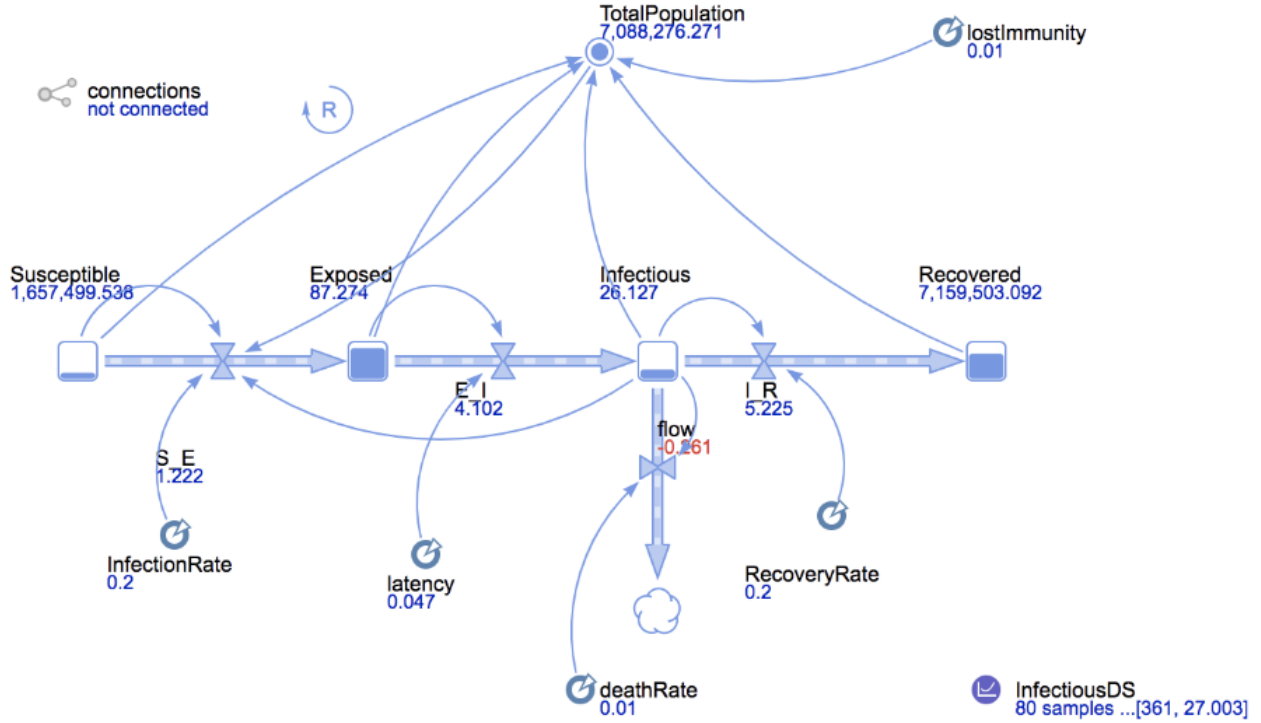 TotalPopulation
7,088,276.271
lostImmunity
0.01
connections
not connected
R
Susceptible
1,657,499.538
Exposed
87.274
Infectious
26.127
Recovered
7,159,503.092
E_I
4.102
I_R
5.225
flow
-0.261
S_E
1.222
InfectionRate
0.2
latency
0.047
RecoveryRate
0.2
deathRate
0.01
InfectiousDS
80 samples ...[361, 27.003]